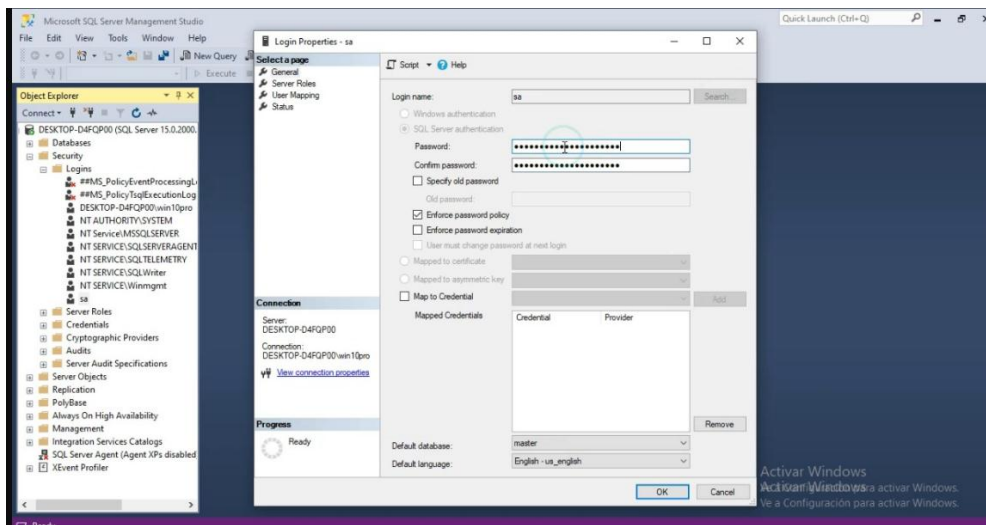 Microsoft SQL Server Management Studio
Quick Launch (Ctrl+Q)
File Edit View Tools Window Help
New Query
Execute
Object Explorer
Connect
DESKTOP-D4FQP00 (SQL Server 15.0.2000.
Databases
Security
Logins
##MS_PolicyEventProcessingL
##MS_PolicyTsqlExecutionLog
DESKTOP-D4FQP00\win10pro
NT AUTHORITY\SYSTEM
NT Service\MSSQLSERVER
NT SERVICE\SQLSERVERAGENT
NT SERVICE\SQLTELEMETRY
NT SERVICE\SQLWriter
NT SERVICE\Winmgmt
sa
Server Roles
Credentials
Cryptographic Providers
Audits
Server Audit Specifications
Server Objects
Replication
PolyBase
Always On High Availability
Management
Integration Services Catalogs
SQL Server Agent (Agent XPs disabled
XEvent Profiler
Login Properties - sa
Select a page
General
Server Roles
User Mapping
Status
Connection
Server:
DESKTOP-D4FQP00
Connection:
DESKTOP-D4FQP00\win10pro
View connection properties
Progress
Ready
Script Help
Login name: sa Search...
Windows authentication
SQL Server authentication
Password:
Confirm password:
Specify old password
Old password:
Enforce password policy
Enforce password expiration
User must change password at next login
Mapped to certificate
Mapped to asymmetric key
Map to Credential Add
Mapped Credentials Credential Provider
Remove
Default database: master
Default language: English - us_english
OK Cancel
Activar Windows
Activar Windows
para activar Windows.
Ve a Configuración para activar Windows.